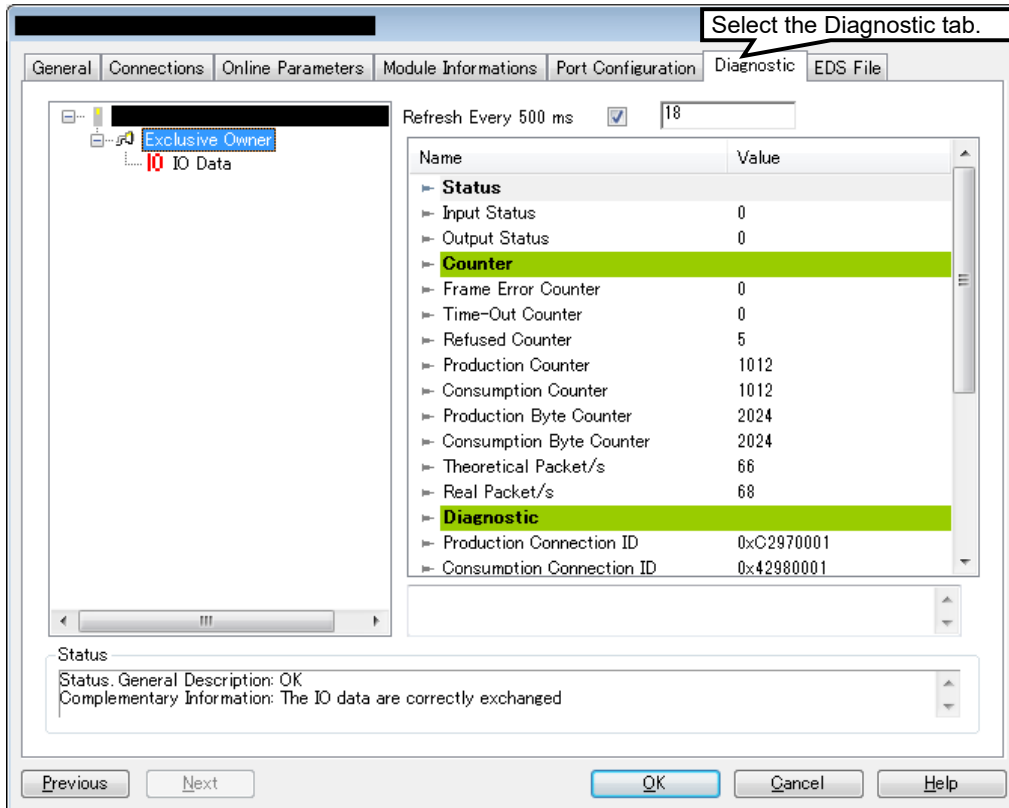 Select the Diagnostic tab.
General Connections Online Parameters Module Informations Port Configuration Diagnostic EDS File
Exclusive Owner
IO Data
Refresh Every 500 ms 18
Name Value
Status
Input Status 0
Output Status 0
Counter
Frame Error Counter 0
Time-Out Counter 0
Refused Counter 5
Production Counter 1012
Consumption Counter 1012
Production Byte Counter 2024
Consumption Byte Counter 2024
Theoretical Packet/s 66
Real Packet/s 68
Diagnostic
Production Connection ID 0xC2970001
Consumption Connection ID 0x42980001
Status
Status. General Description: OK
Complementary Information: The IO data are correctly exchanged
Previous Next OK Cancel Help